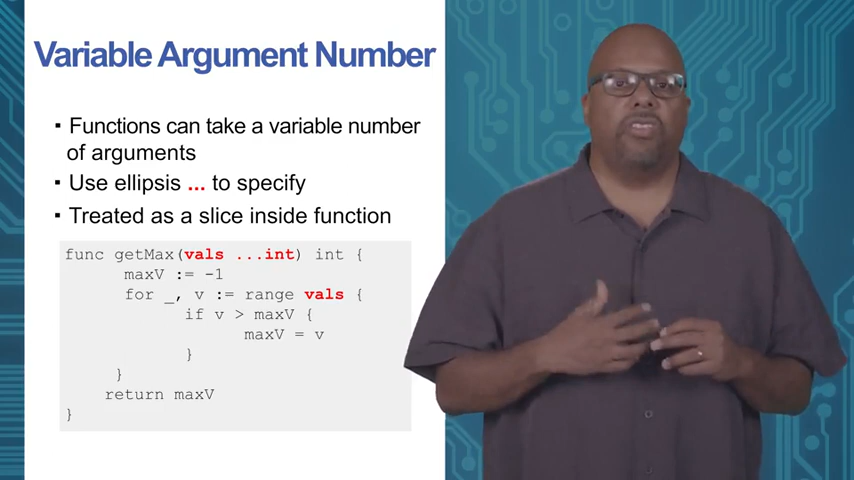 Variable Argument Number
▪ Functions can take a variable number
of arguments
▪ Use ellipsis ... to specify
▪ Treated as a slice inside function
func getMax(vals ...int) int {
maxV := -1
for _, v := range vals {
if v > maxV {
maxV = v
}
}
return maxV
}